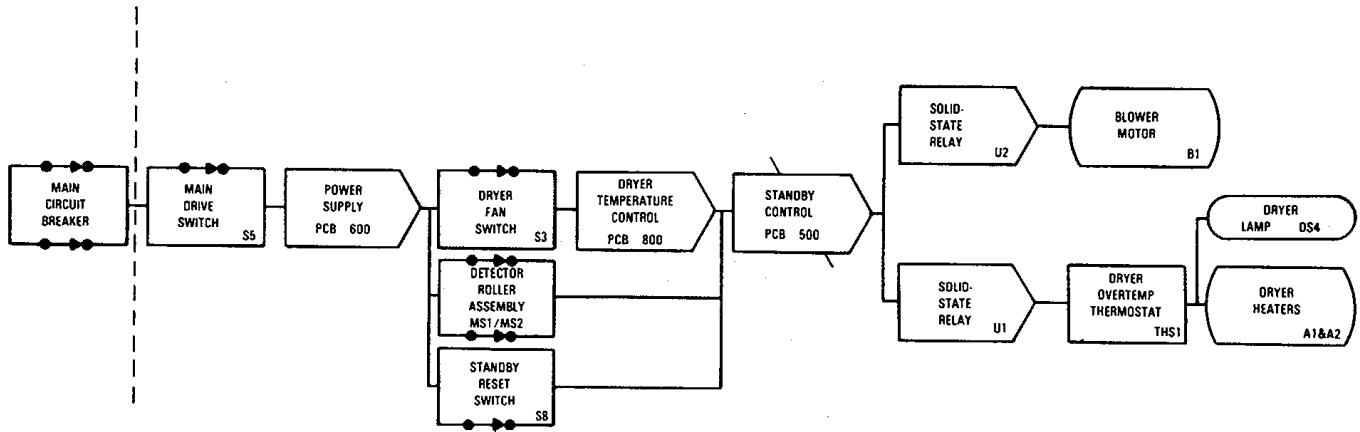 MAIN
CIRCUIT
BREAKER
MAIN
DRIVE
SWITCH
S5
POWER
SUPPLY
PCB 600
DRYER
FAN
SWITCH
S3
DETECTOR
ROLLER
ASSEMBLY
MS1/MS2
STANDBY
RESET
SWITCH
S8
DRYER
TEMPERATURE
CONTROL
PCB 800
STANDBY
CONTROL
PCB 500
SOLID-
STATE
RELAY
U2
BLOWER
MOTOR
B1
SOLID-
STATE
RELAY
U1
DRYER
OVERTEMP
THERMOSTAT
THS1
DRYER
LAMP DS4
DRYER
HEATERS
A1&A2